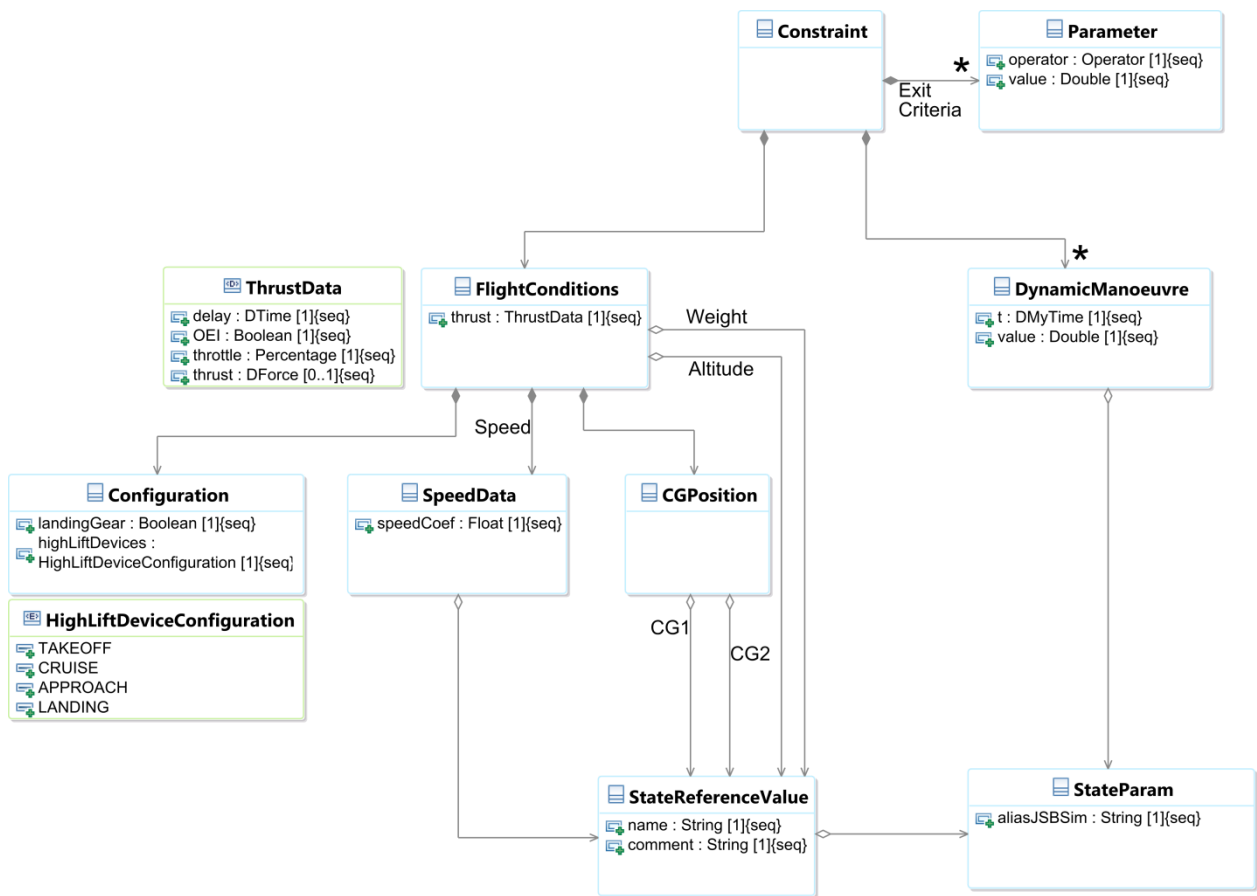 Constraint
Parameter
operator : Operator [1]{seq}
value : Double [1]{seq}
*
Exit
Criteria
*
ThrustData
delay : DTime [1]{seq}
OEI : Boolean [1]{seq}
throttle : Percentage [1]{seq}
thrust : DForce [0..1]{seq}
FlightConditions
thrust : ThrustData [1]{seq}
Weight
Altitude
DynamicManoeuvre
t : DMyTime [1]{seq}
value : Double [1]{seq}
Speed
Configuration
landingGear : Boolean [1]{seq}
highLiftDevices :
HighLiftDeviceConfiguration [1]{seq}
SpeedData
speedCoef : Float [1]{seq}
CGPosition
HighLiftDeviceConfiguration
TAKEOFF
CRUISE
APPROACH
LANDING
CG1
CG2
StateReferenceValue
name : String [1]{seq}
comment : String [1]{seq}
StateParam
aliasJSBSim : String [1]{seq}